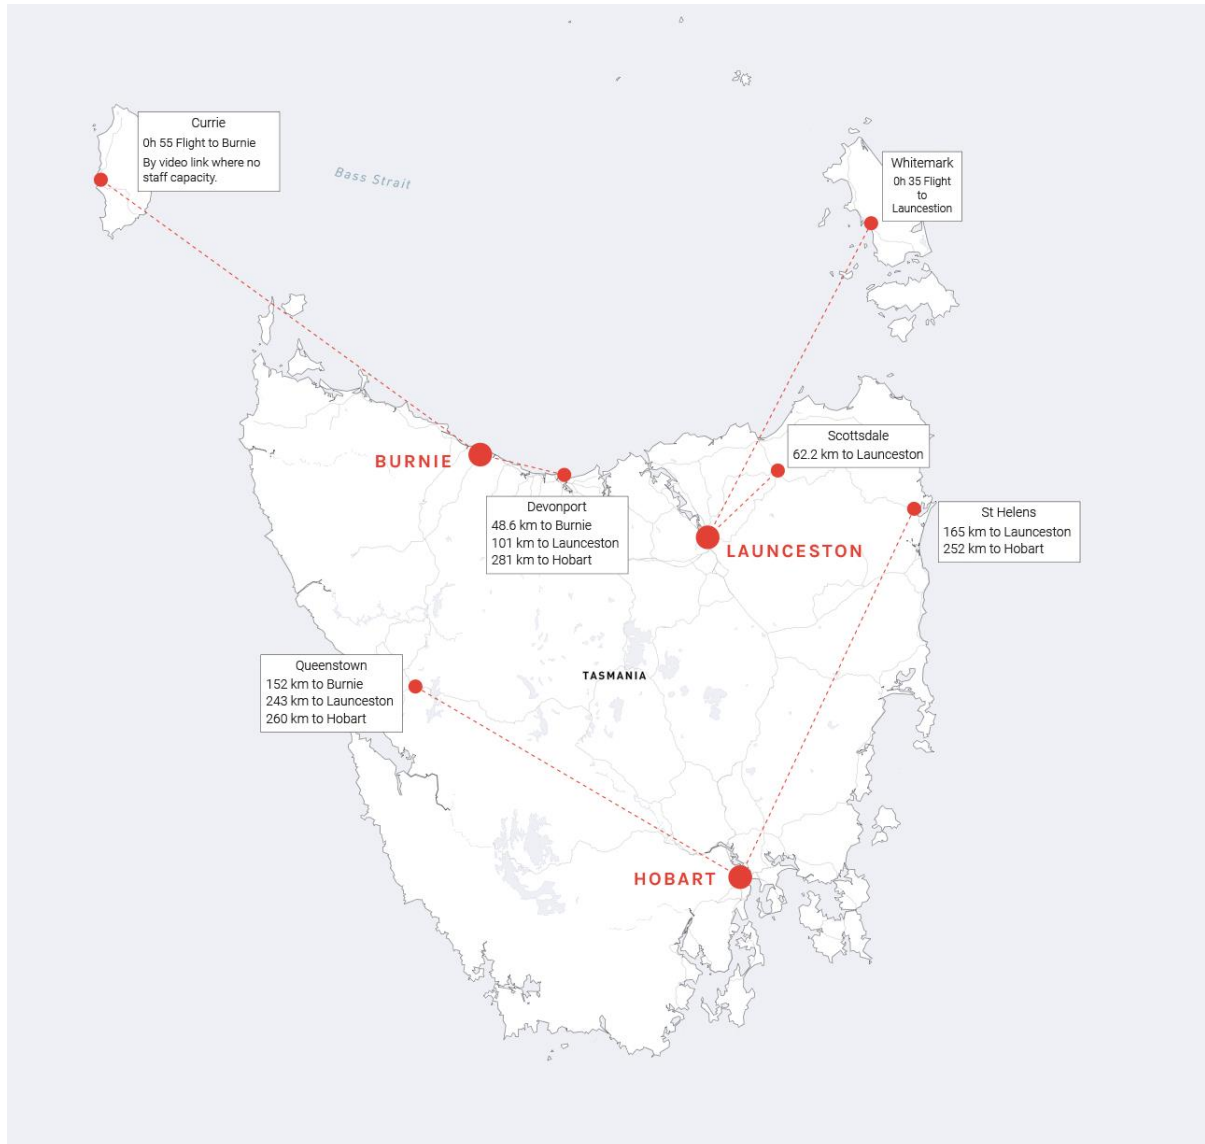 Currie
0h 55 Flight to Burnie
By video link where no
staff capacity.
Bass Strait
Whitemark
0h 35 Flight
to
Launcestion
BURNIE
Scottsdale
62.2 km to Launceston
Devonport
48.6 km to Burnie
101 km to Launceston
281 km to Hobart
St Helens
165 km to Launceston
252 km to Hobart
LAUNCESTON
Queenstown
152 km to Burnie
243 km to Launceston
260 km to Hobart
TASMANIA
HOBART